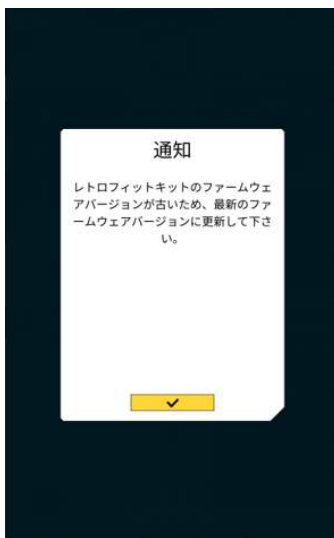 通知
レトロフィットキットのファームウェ
アバージョンが古いため、最新のファ
ームウェアバージョンに更新して下さ
い。